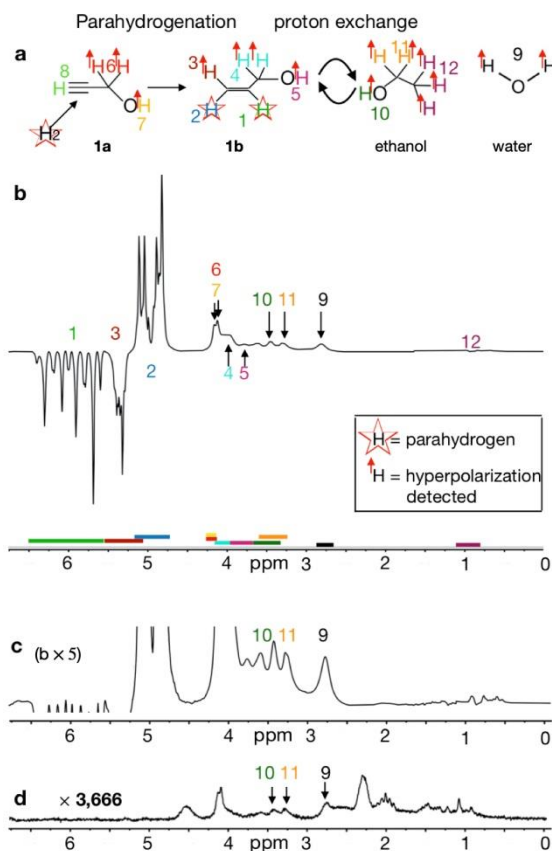 Parahydrogenation proton exchange
a
8 H 6 H H O H 7 H2 1a
3 H 4 H H O H 5 2 H 1 H 1b
H 11 H H 12 H H H O 10 ethanol
H 9 H O water
b
6
7
1 3 2 4 5 10 11 9 12
H = parahydrogen
H = hyperpolarization
detected
6 5 4 ppm 3 2 1 0
c (b × 5) 10 11 9
6 5 4 ppm 3 2 1 0
d × 3,666 10 11 9
6 5 4 ppm 3 2 1 0